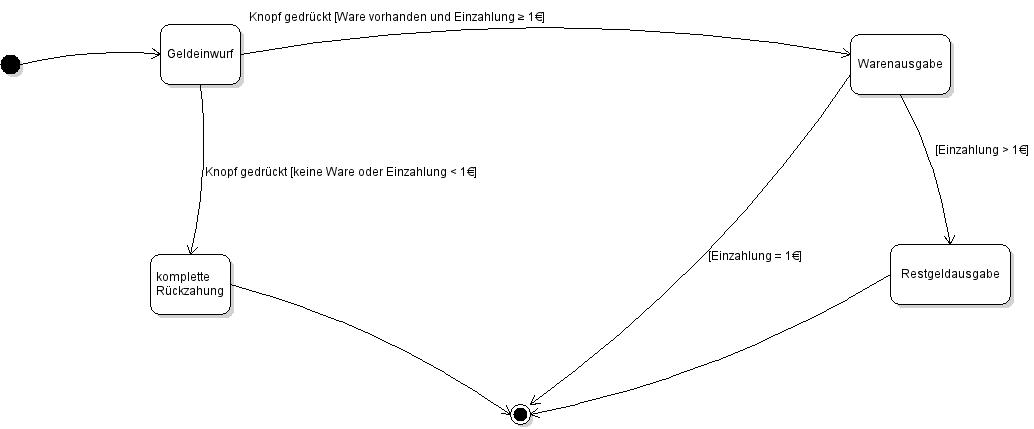 Knopf gedrückt [Ware vorhanden und Einzahlung ≥ 1€]
Geldeinwurf
Warenausgabe
[Einzahlung > 1€]
Knopf gedrückt [keine Ware oder Einzahlung < 1€]
[Einzahlung = 1€]
komplette
Rückzahung
Restgeldausgabe